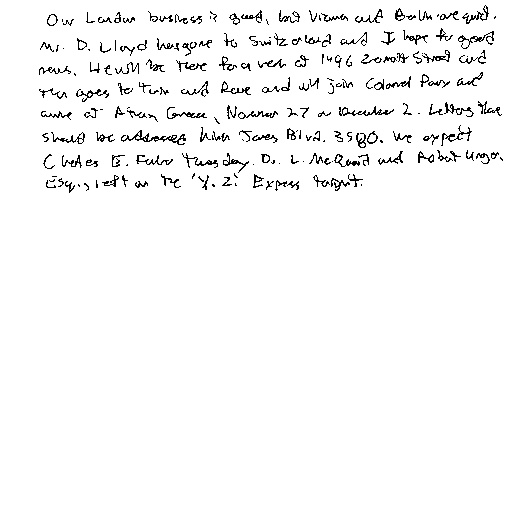 Our London business is good, but Vienna and Berlin are quiet.
Mr. D. Lloyd has gone to Switzerland and I hope for good
news. He will be there for a week at 1496 Zermott Street and
then goes to Turin and Rome and will join Colonel Parry and
arrive at Athens, Greece, November 27 or December 2. Letters there
should be addressed King James Blvd. 3580. We expect
Charles E. Fuller Tuesday. Dr. L. McQuaid and Robert Unger,
Esq., left on the 'Y. Z.' Express tonight.